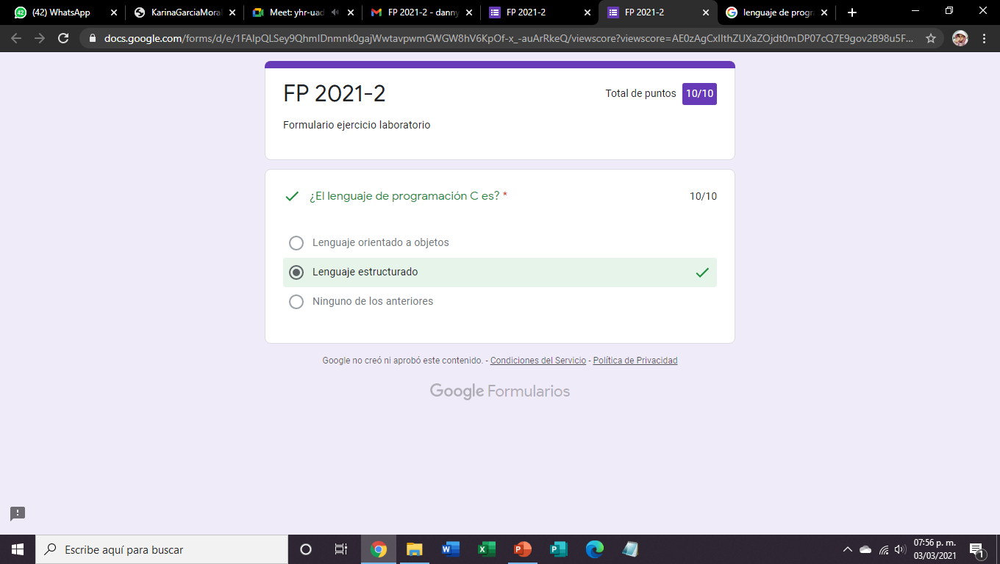 (42) WhatsApp
KarinaGarciaMoral
Meet: yhr-uad
FP 2021-2 - danny
FP 2021-2
FP 2021-2
lenguaje de progr
docs.google.com/forms/d/e/1FAIpQLSey9QhmIDnmnk0gajWwtavpwmGWGW8hV6KpOf-x_-auArRkeQ/viewscore?viewscore=AE0zAgCxIIthZUXaZOjdt0mDP07cQ7E9gov2B98u5F...
FP 2021-2
Total de puntos 10/10
Formulario ejercicio laboratorio
¿El lenguaje de programación C es? *
10/10
Lenguaje orientado a objetos
Lenguaje estructurado
Ninguno de los anteriores
Google no creó ni aprobó este contenido. - Condiciones del Servicio - Política de Privacidad
Google Formularios
Escribe aquí para buscar
07:56 p. m.
03/03/2021
1